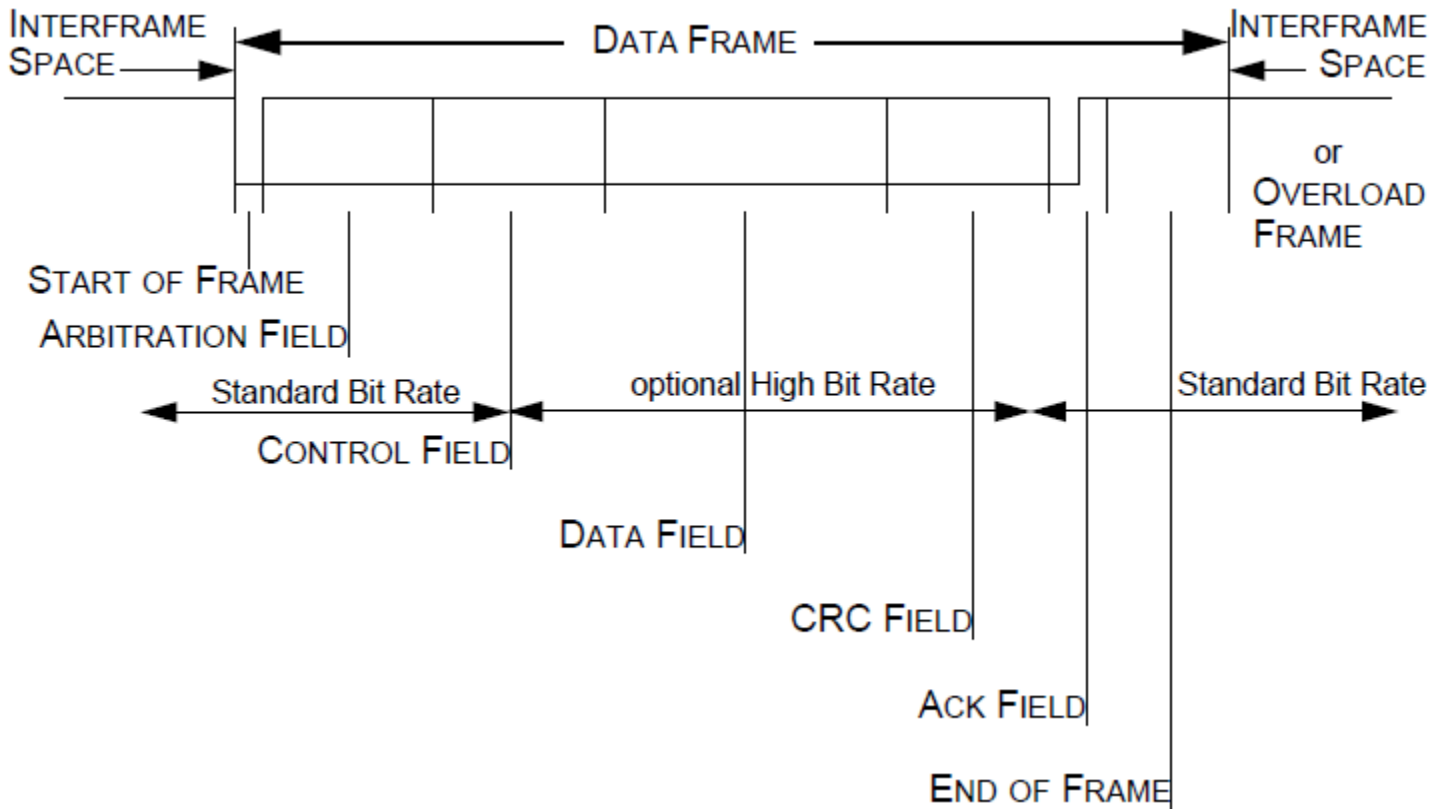 INTERFRAME
SPACE
DATA FRAME
INTERFRAME
SPACE
or
OVERLOAD
FRAME
START OF FRAME
ARBITRATION FIELD
Standard Bit Rate
optional High Bit Rate
Standard Bit Rate
CONTROL FIELD
DATA FIELD
CRC FIELD
ACK FIELD
END OF FRAME